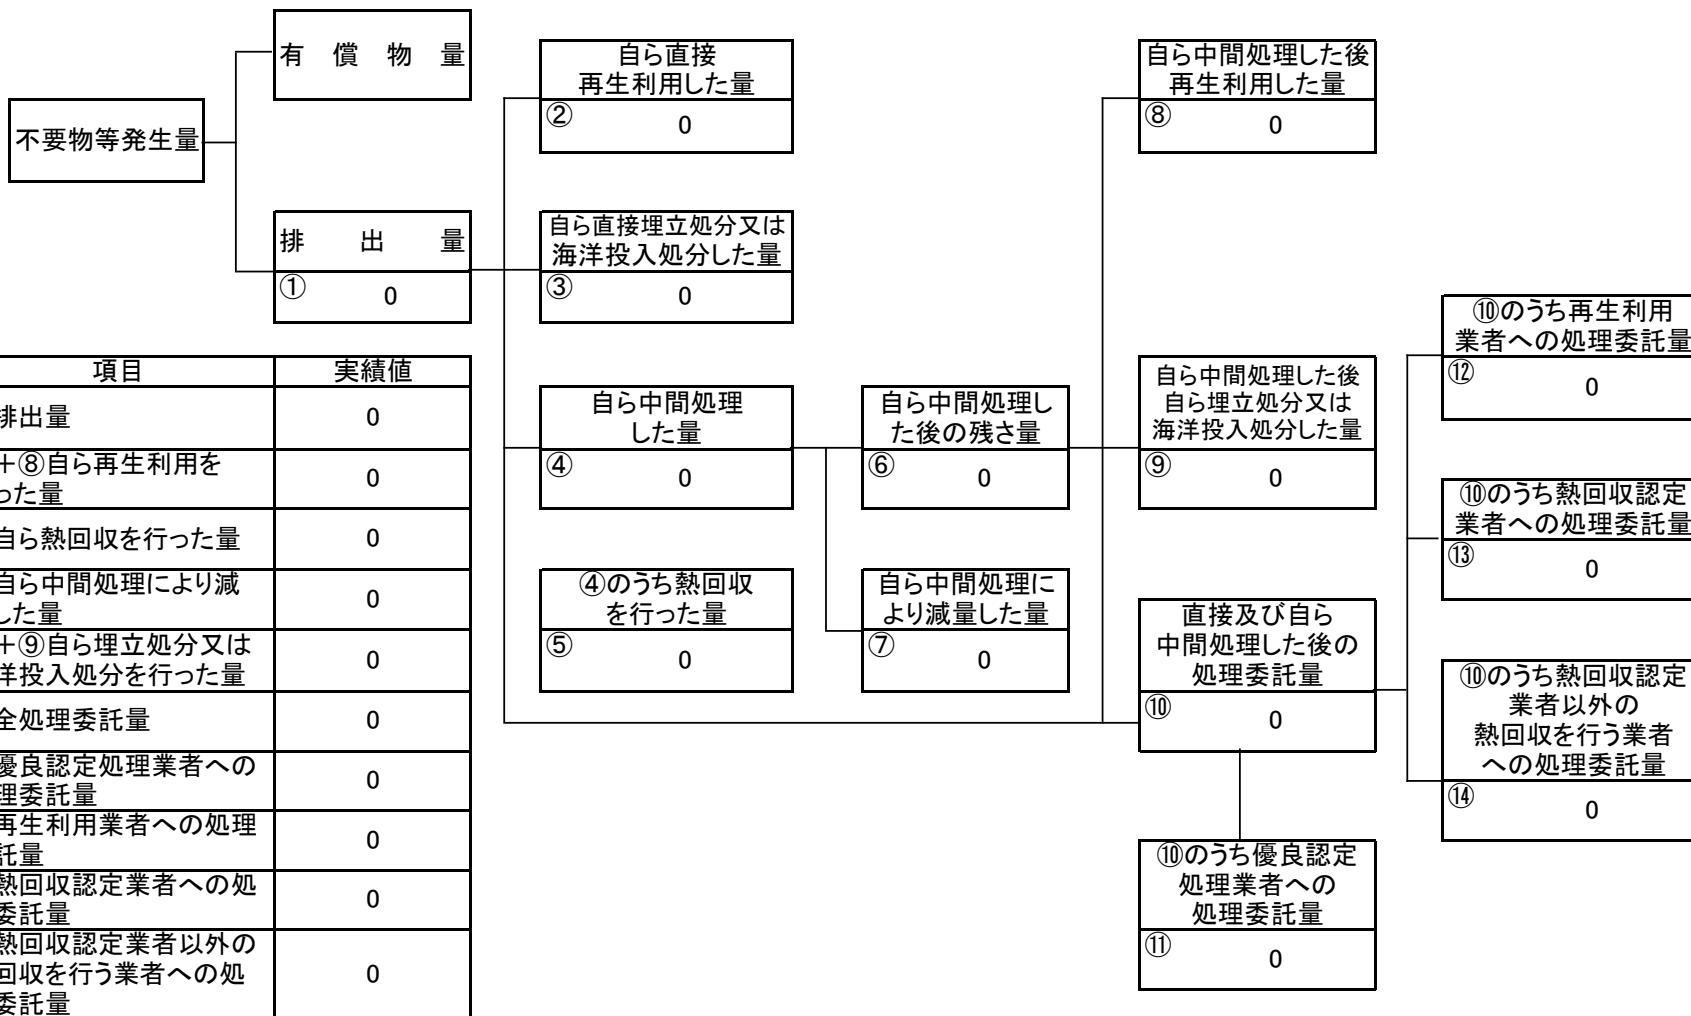 有償物量
不要物等発生量
排出量
①
0
自ら直接
再生利用した量
②
0
自ら直接埋立処分又は
海洋投入処分した量
③
0
自ら中間処理
した量
④
0
④のうち熱回収
を行った量
⑤
0
自ら中間処理し
た後の残さ量
⑥
0
自ら中間処理に
より減量した量
⑦
0
自ら中間処理した後
再生利用した量
⑧
0
自ら中間処理した後
自ら埋立処分又は
海洋投入処分した量
⑨
0
直接及び自ら
中間処理した後の
処理委託量
⑩
0
⑩のうち優良認定
処理業者への
処理委託量
⑪
0
⑩のうち再生利用
業者への処理委託量
⑫
0
⑩のうち熱回収認定
業者への処理委託量
⑬
0
⑩のうち熱回収認定
業者以外の
熱回収を行う業者
への処理委託量
⑭
0
項目 実績値
排出量 0
+⑧自ら再生利用を
った量
0
自ら熱回収を行った量 0
自ら中間処理により減
した量
0
+⑨自ら埋立処分又は
洋投入処分を行った量
0
全処理委託量 0
優良認定処理業者への
理委託量
0
再生利用業者への処理
託量
0
熱回収認定業者への処
委託量
0
熱回収認定業者以外の
回収を行う業者への処
委託量
0